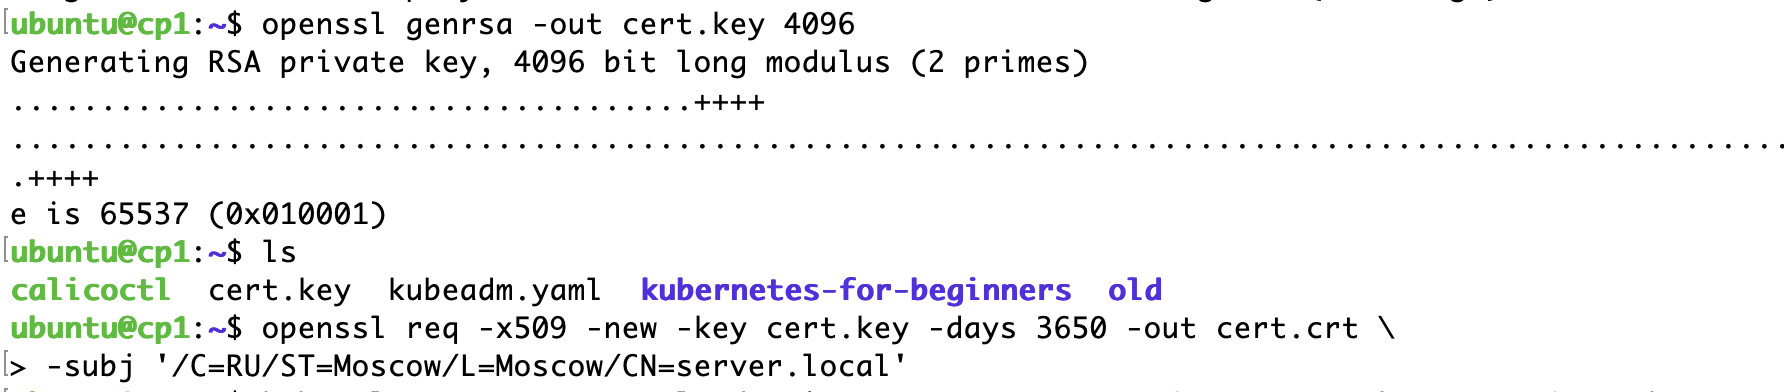 ubuntu@cp1:~$ openssl genrsa -out cert.key 4096
Generating RSA private key, 4096 bit long modulus (2 primes)
......................................++++
...................................................................................................
.++++
e is 65537 (0x010001)
ubuntu@cp1:~$ ls
calicoctl  cert.key  kubeadm.yaml  kubernetes-for-beginners  old
ubuntu@cp1:~$ openssl req -x509 -new -key cert.key -days 3650 -out cert.crt \
> -subj '/C=RU/ST=Moscow/L=Moscow/CN=server.local'